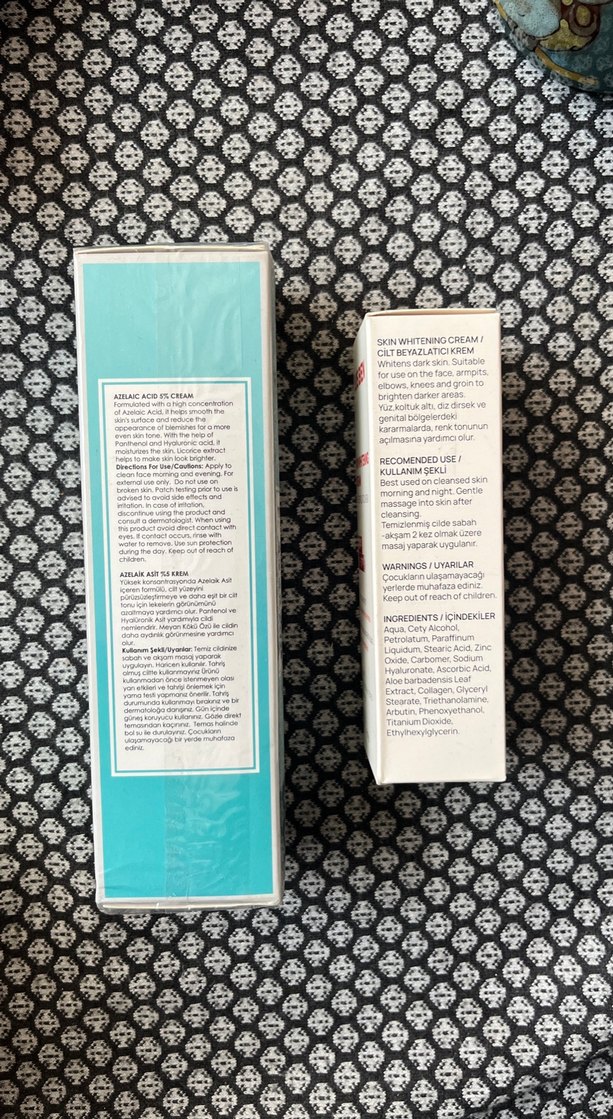 AZELAIC ACID 5% CREAM
Formulated with a high concentration
of Azelaic Acid, it helps smooth the
skin's surface and reduce the
appearance of blemishes for a more
even skin tone. With the help of
Panthenol and Hyaluronic acid, it
moisturizes the skin. Licorice extract
helps to make skin look brighter.
Directions For Use/Cautions: Apply to
clean face morning and evening. For
external use only. Do not use on
broken skin. Patch testing prior to use is
advised to avoid side effects and
irritation. In case of irritation,
discontinue using the product and
consult a dermatologist. When using
this product avoid direct contact with
eyes. If contact occurs, rinse with
water to remove. Use sun protection
during the day. Keep out of reach of
children.
AZELAİK ASİT %5 KREM
Yüksek konsantrasyonda Azelaik Asit
içeren formülü, cilt yüzeyini
pürüzsüzleştirmeye ve daha eşit bir cilt
tonu için lekelerin görünümünü
azaltmaya yardımcı olur. Pantenol ve
Hyalüronik Asit yardımıyla cildi
nemlendirir. Meyan Kökü Özü ile cildin
daha aydınlık görünmesine yardımcı
olur.
Kullanım Şekli/Uyarılar: Temiz cildinize
sabah ve akşam masaj yaparak
uygulayın. Haricen kullanılır. Tahriş
olmuş ciltte kullanmayınız Ürünü
kullanmadan önce istenmeyen olası
yan etkileri ve tahrişi önlemek için
yama testi yapmanız önerilir. Tahriş
durumunda kullanmayı bırakınız ve bir
dermatoloğa danışınız. Gün içinde
güneş koruyucu kullanınız. Gözle direkt
temasından kaçınınız. Temas halinde
bol su ile durulayınız. Çocukların
ulaşamayacağı bir yerde muhafaza
ediniz.
SKIN WHITENING CREAM /
CİLT BEYAZLATICI KREM
Whitens dark skin. Suitable
for use on the face, armpits,
elbows, knees and groin to
brighten darker areas.
Yüz,koltuk altı, diz dirsek ve
genital bölgelerdeki
kararmalarda, renk tonunun
açılmasına yardımcı olur.
RECOMENDED USE /
KULLANIM ŞEKLİ
Best used on cleansed skin
morning and night. Gentle
massage into skin after
cleansing.
Temizlenmiş cilde sabah
-akşam 2 kez olmak üzere
masaj yaparak uygulanır.
WARNINGS / UYARILAR
Çocukların ulaşamayacağı
yerlerde muhafaza ediniz.
Keep out of reach of children.
INGREDIENTS / İÇİNDEKİLER
Aqua, Cety Alcohol,
Petrolatum, Paraffinum
Liquidum, Stearic Acid, Zinc
Oxide, Carbomer, Sodium
Hyaluronate, Ascorbic Acid,
Aloe barbadensis Leaf
Extract, Collagen, Glyceryl
Stearate, Triethanolamine,
Arbutin, Phenoxyethanol,
Titanium Dioxide,
Ethylhexylglycerin.